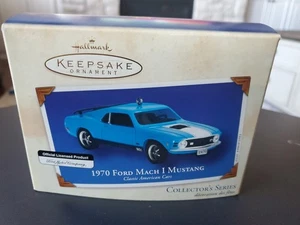 Hallmark
KEEPSAKE
ORNAMENT
Official Licensed Product
1970 FORD MACH I MUSTANG
Classic American Cars
COLLECTOR'S SERIES